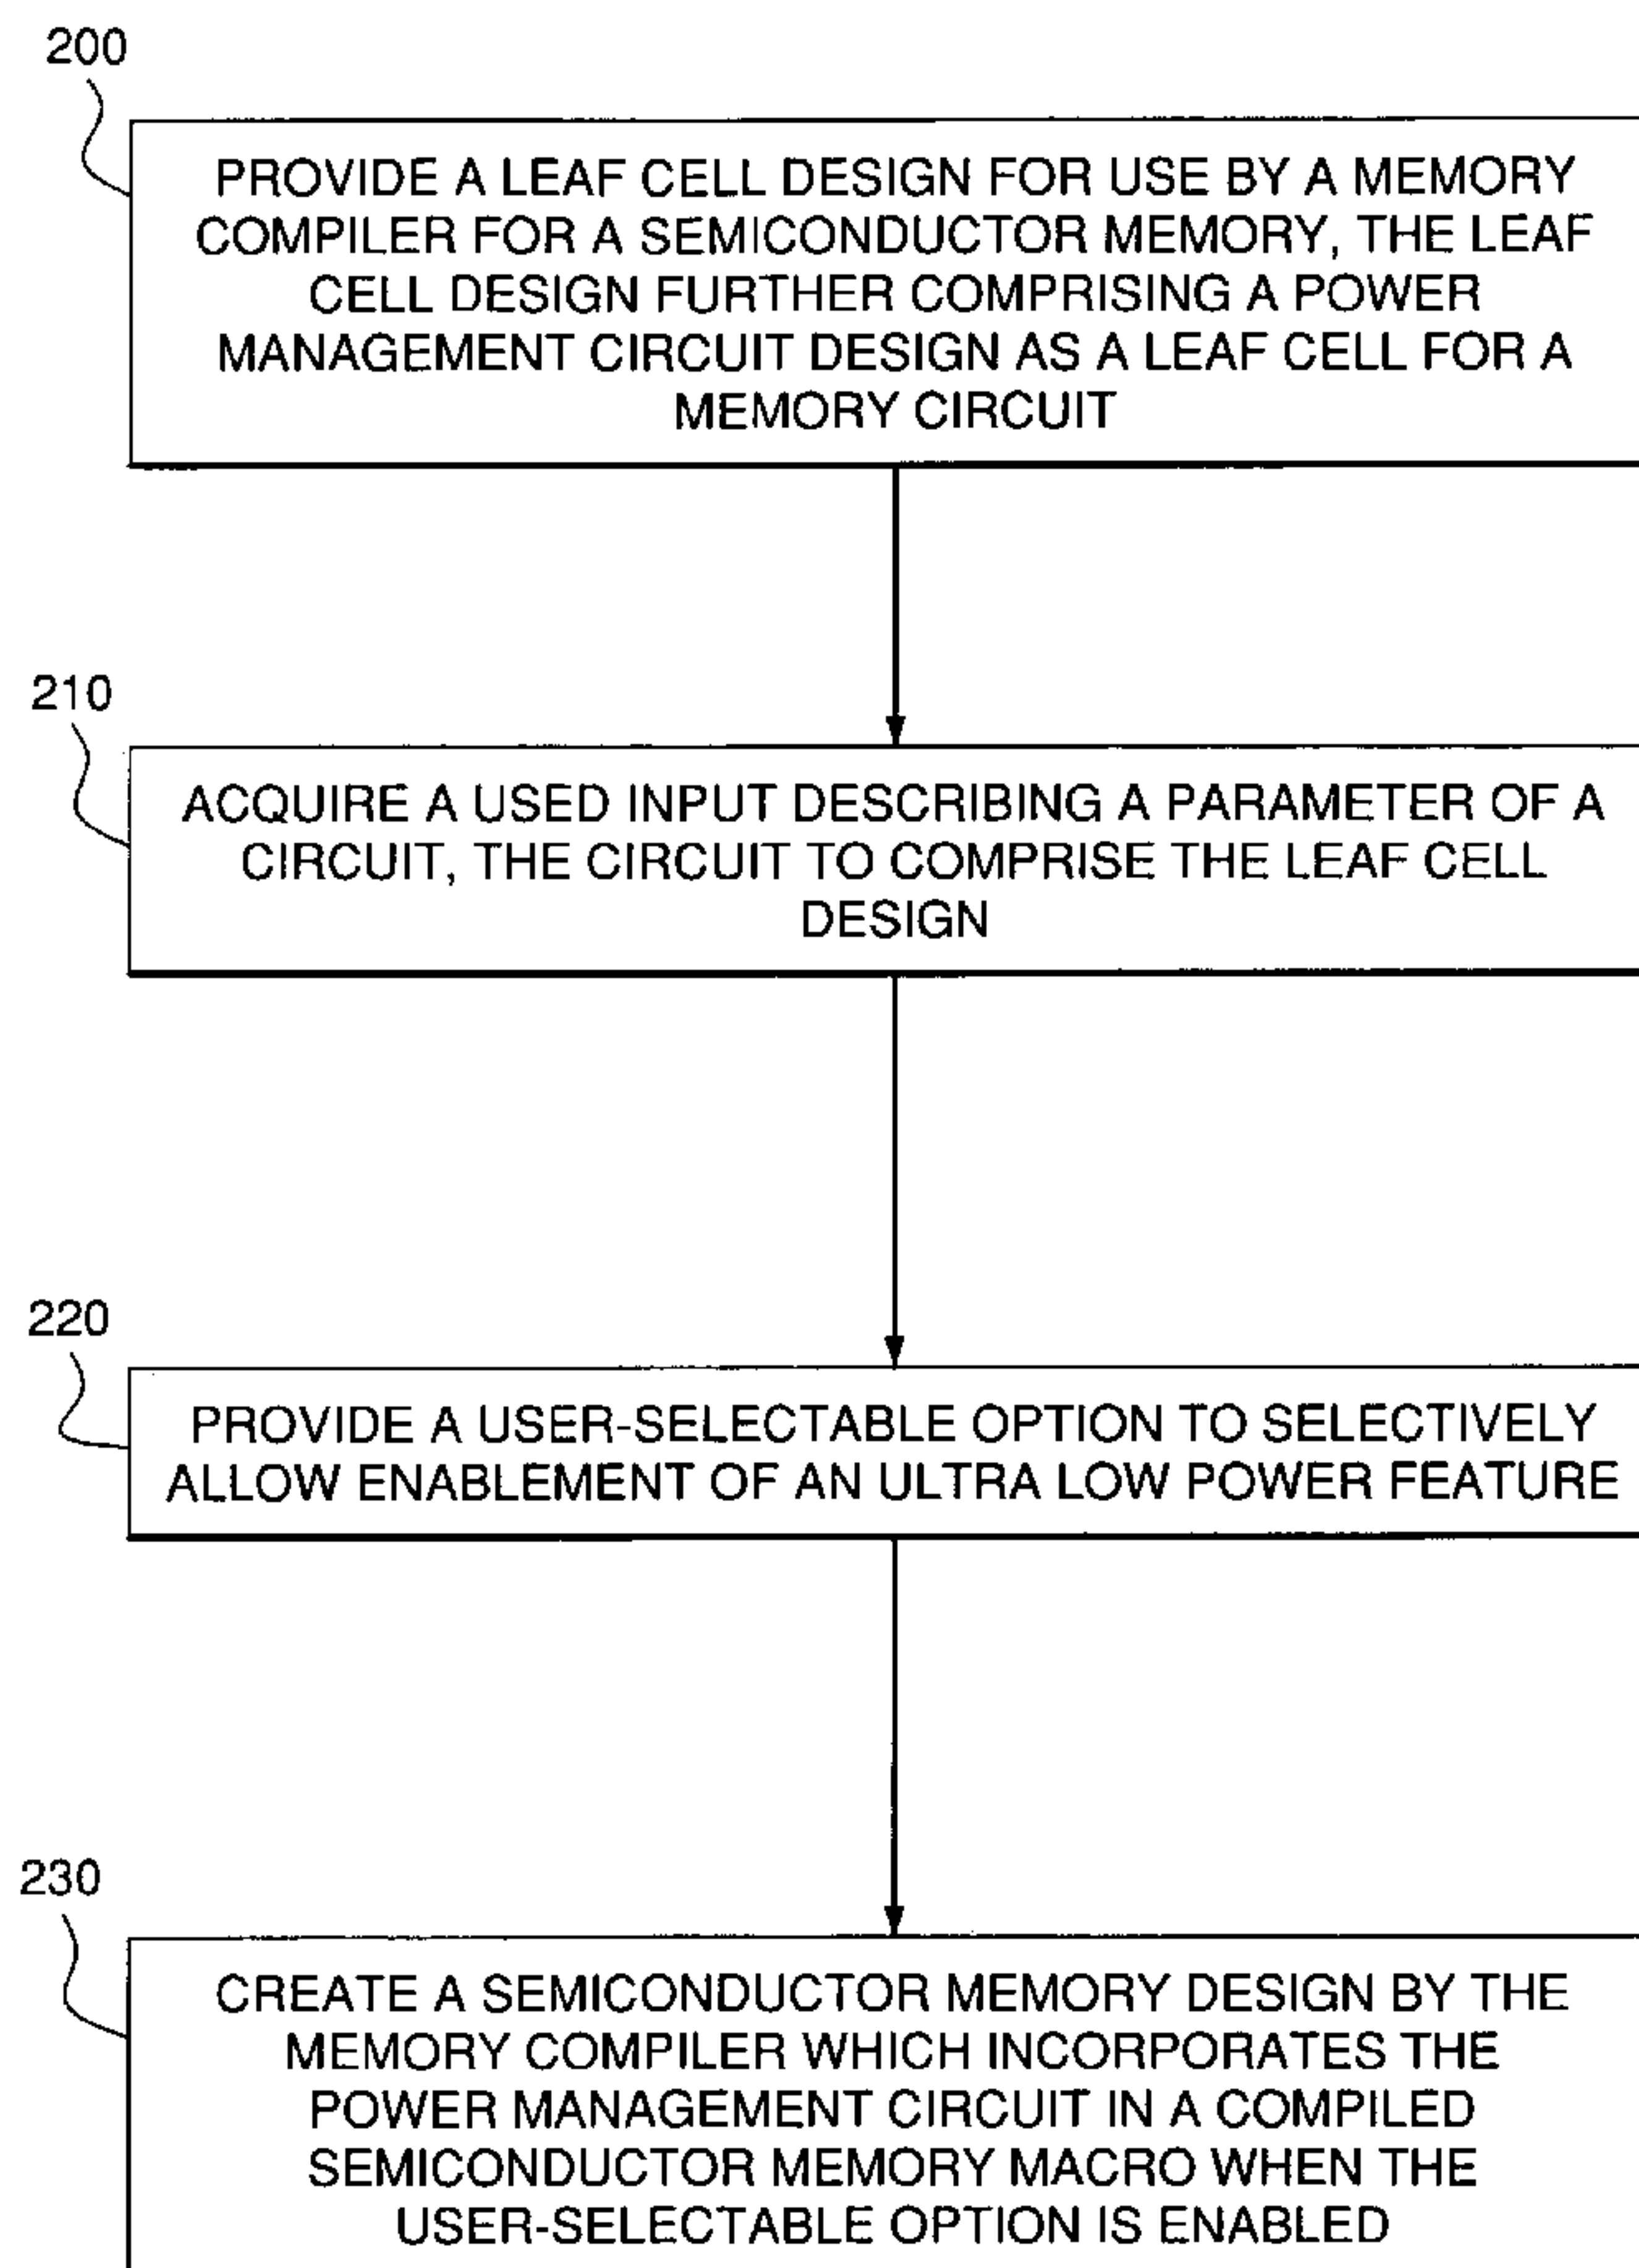 200
PROVIDE A LEAF CELL DESIGN FOR USE BY A MEMORY
COMPILER FOR A SEMICONDUCTOR MEMORY, THE LEAF
CELL DESIGN FURTHER COMPRISING A POWER
MANAGEMENT CIRCUIT DESIGN AS A LEAF CELL FOR A
MEMORY CIRCUIT
210
ACQUIRE A USED INPUT DESCRIBING A PARAMETER OF A
CIRCUIT, THE CIRCUIT TO COMPRISE THE LEAF CELL
DESIGN
220
PROVIDE A USER-SELECTABLE OPTION TO SELECTIVELY
ALLOW ENABLEMENT OF AN ULTRA LOW POWER FEATURE
230
CREATE A SEMICONDUCTOR MEMORY DESIGN BY THE
MEMORY COMPILER WHICH INCORPORATES THE
POWER MANAGEMENT CIRCUIT IN A COMPILED
SEMICONDUCTOR MEMORY MACRO WHEN THE
USER-SELECTABLE OPTION IS ENABLED